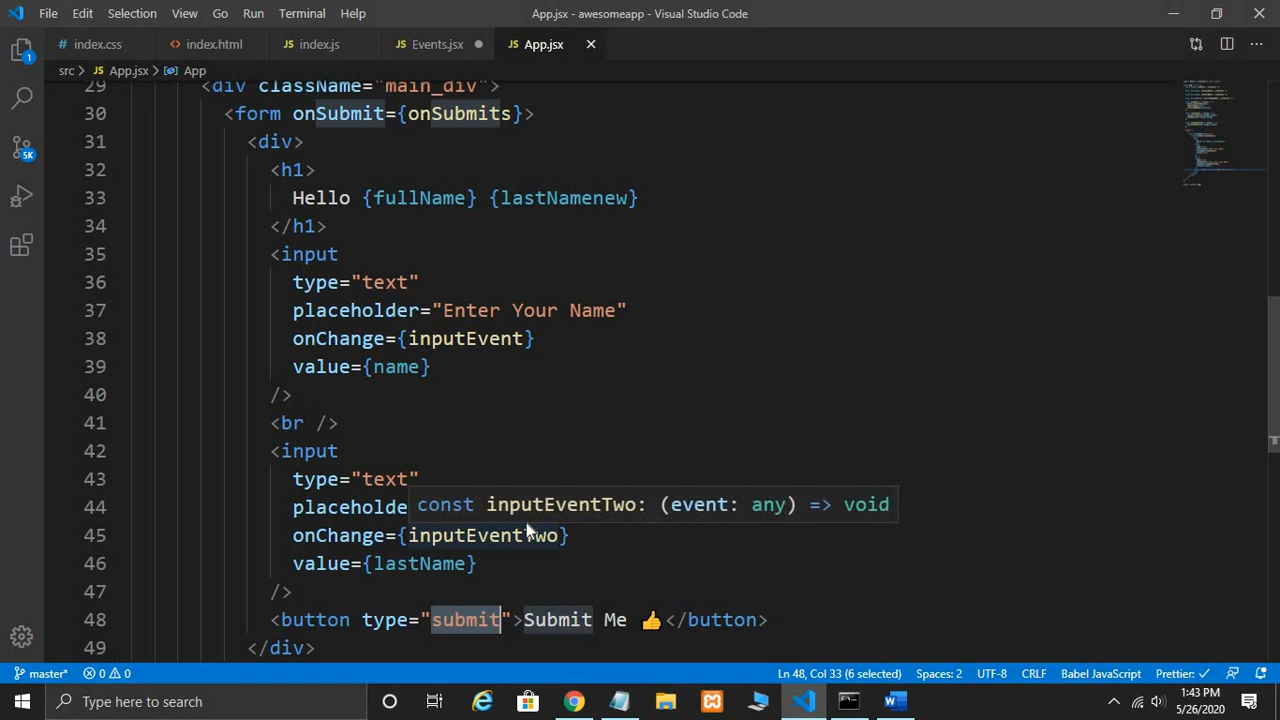 File Edit Selection View Go Run Terminal Help App.jsx - awesomeapp - Visual Studio Code
index.css index.html JS index.js JS Events.jsx JS App.jsx
src > JS App.jsx > App
29 <div className="main_div">
30 <form onSubmit={onSubmits}>
31 <div>
32 <h1>
33 Hello {fullName} {lastNamenew}
34 </h1>
35 <input
36 type="text"
37 placeholder="Enter Your Name"
38 onChange={inputEvent}
39 value={name}
40 />
41 <br />
42 <input
43 type="text"
const inputEventTwo: (event: any) => void
44 placeholde
45 onChange={inputEventTwo}
46 value={lastName}
47 />
48 <button type="submit">Submit Me 👍</button>
49 </div>
1
5K
master* 0 0 Ln 48, Col 33 (6 selected) Spaces: 2 UTF-8 CRLF Babel JavaScript Prettier: ✓
Type here to search
1:43 PM
5/26/2020